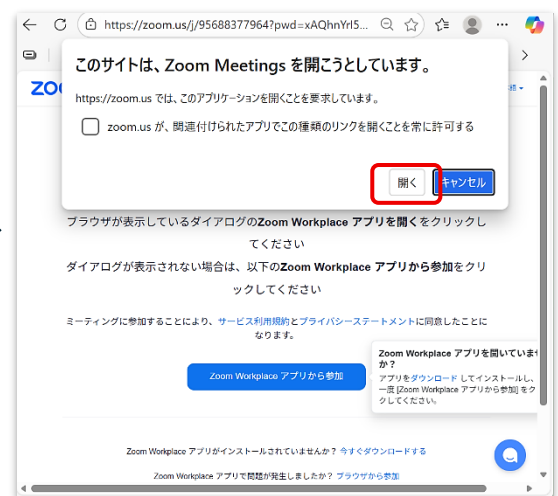 https://zoom.us/j/95688377964?pwd=xAQhnYrI5...
このサイトは、Zoom Meetings を開こうとしています。
https://zoom.us では、このアプリケーションを開くことを要求しています。
zoom.us が、関連付けられたアプリでこの種類のリンクを開くことを常に許可する
開く
キャンセル
ブラウザが表示しているダイアログのZoom Workplace アプリを開くをクリックし
てください
ダイアログが表示されない場合は、以下のZoom Workplace アプリから参加をクリ
ックしてください
ミーティングに参加することにより、サービス利用規約とプライバシーステートメントに同意したことに
なります。
Zoom Workplace アプリから参加
Zoom Workplace アプリを開いていませ
か？
アプリをダウンロード してインストールし、
一度 [Zoom Workplace アプリから参加] をク
クしてください。
Zoom Workplace アプリがインストールされていませんか？ 今すぐダウンロードする
Zoom Workplace アプリで問題が発生しましたか？ ブラウザから参加